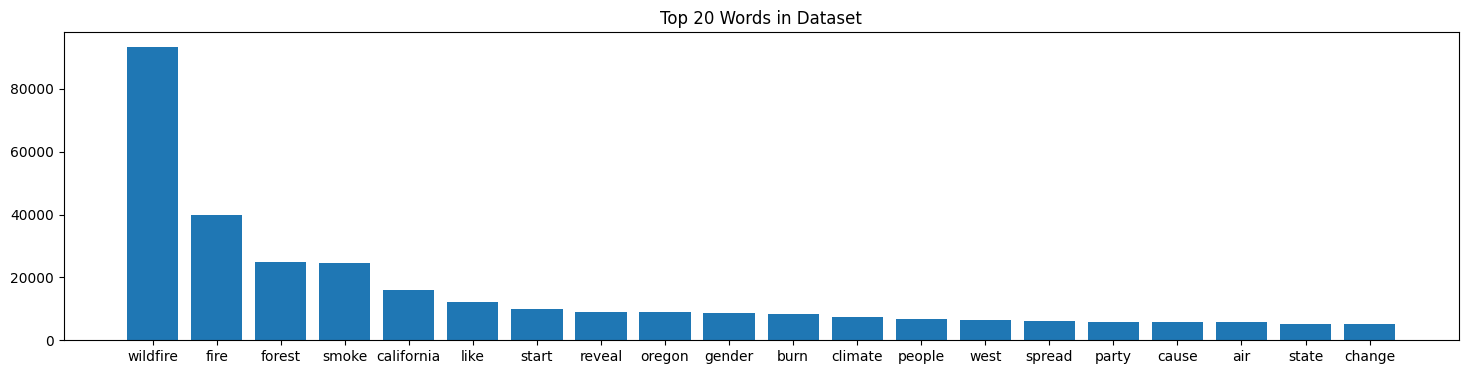 Top 20 Words in Dataset
80000
60000
40000
20000
0
wildfire fire forest smoke california like start reveal oregon gender burn climate people west spread party cause air state change